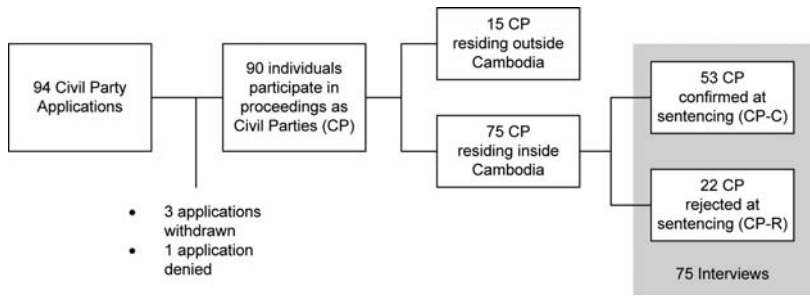 94 Civil Party
Applications
3 applications
withdrawn
1 application
denied
90 individuals
participate in
proceedings as
Civil Parties (CP)
15 CP
residing outside
Cambodia
75 CP
residing inside
Cambodia
53 CP
confirmed at
sentencing (CP-C)
22 CP
rejected at
sentencing (CP-R)
75 Interviews